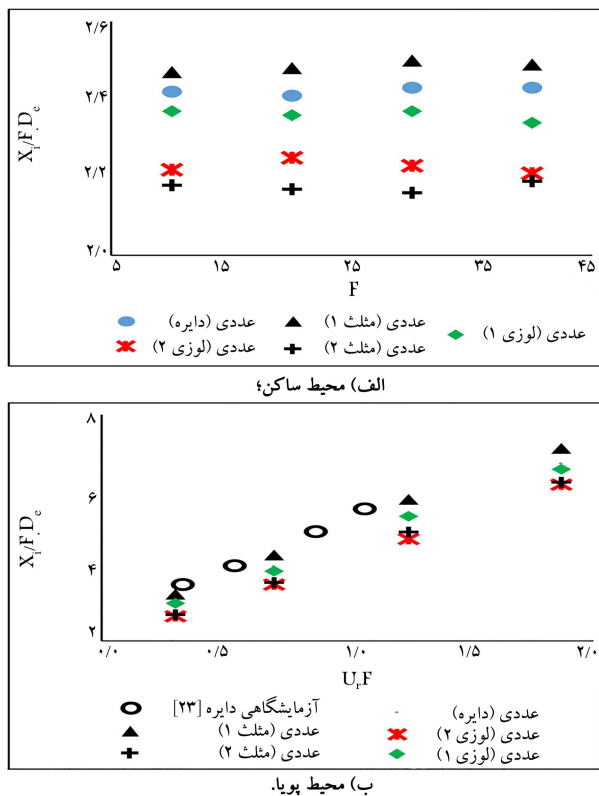 ۲/۶
۲/۴
۲/۲
۲/۰
X_i/F.D_e
۵ ۱۵ ۲۵ ۳۵ ۴۵
F
عددی (دایره)
عددی (مثلث ۱)
عددی (لوزی ۱)
عددی (لوزی ۲)
عددی (مثلث ۲)
الف) محیط ساکن؛
۸
۶
۴
۲
X_i/F.D_e
۰/۰ ۰/۵ ۱/۰ ۱/۵ ۲/۰
U_rF
آزمایشگاهی دایره [۲۳]
عددی (دایره)
عددی (مثلث ۱)
عددی (لوزی ۲)
عددی (مثلث ۲)
عددی (لوزی ۱)
ب) محیط پویا.